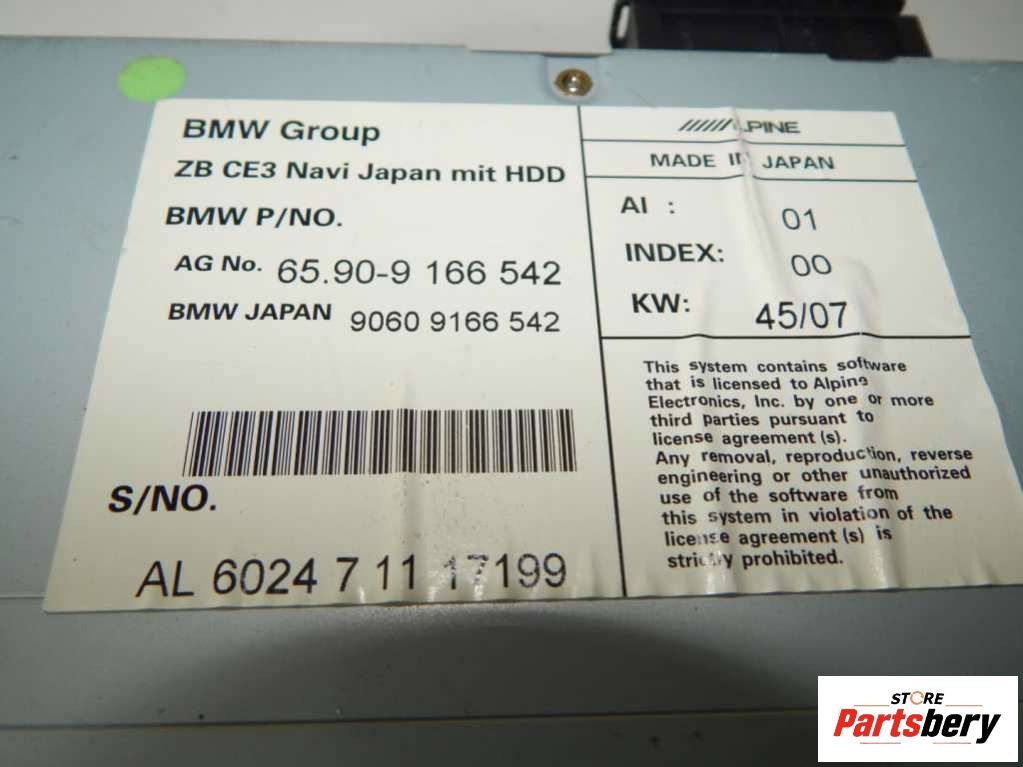 BMW Group
ZB CE3 Navi Japan mit HDD
BMW P/NO.
AG No. 65.90-9 166 542
BMW JAPAN 9060 9166 542
S/NO.
AL 6024 7 11 17199
ALPINE
MADE IN JAPAN
AI : 01
INDEX: 00
KW: 45/07
This system contains software
that is licensed to Alpine
Electronics, Inc. by one or more
third parties pursuant to
license agreement (s).
Any removal, reproduction, reverse
engineering or other unauthorized
use of the software from
this system in violation of the
license agreement (s) is
strictly prohibited.
STORE
Partsbery